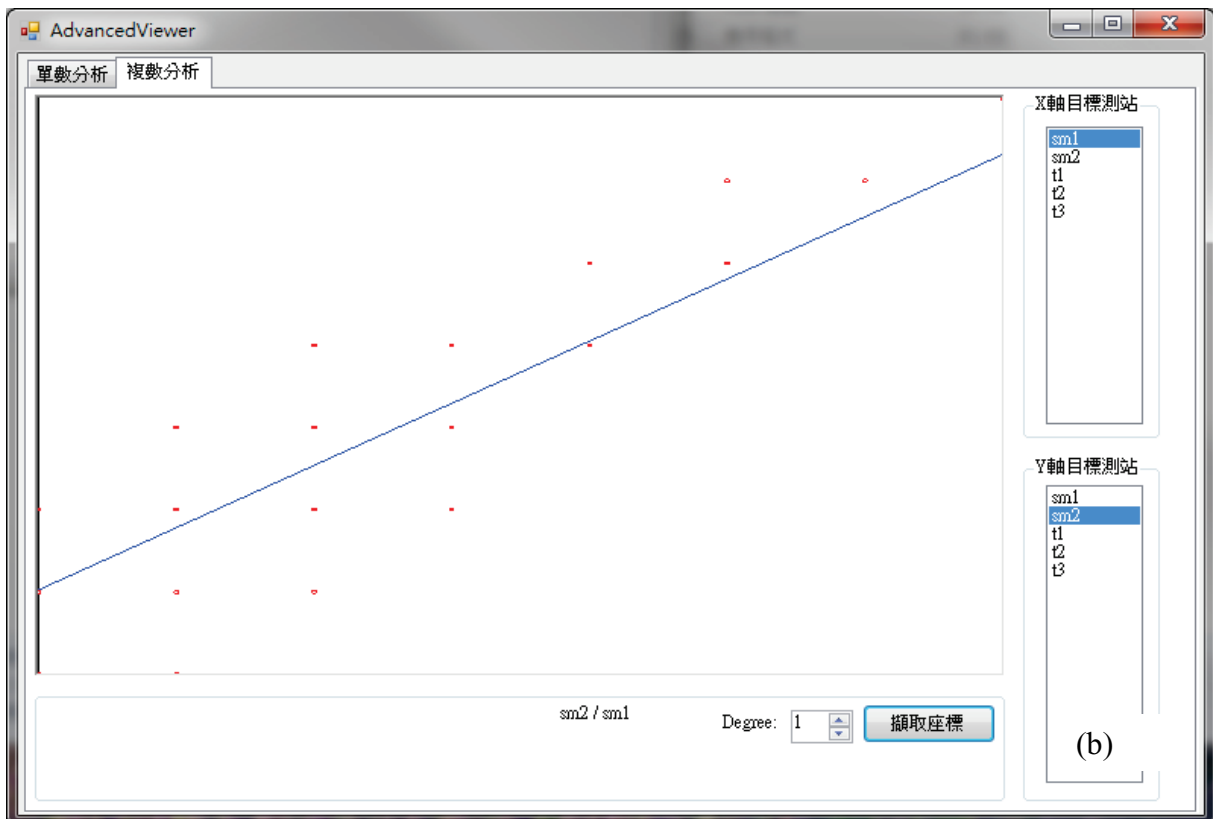 AdvancedViewer
單數分析 複數分析
X軸目標測站
sm1
sm2
t1
t2
t3
Y軸目標測站
sm1
sm2
t1
t2
t3
sm2 / sm1
Degree: 1 擷取座標
(b)